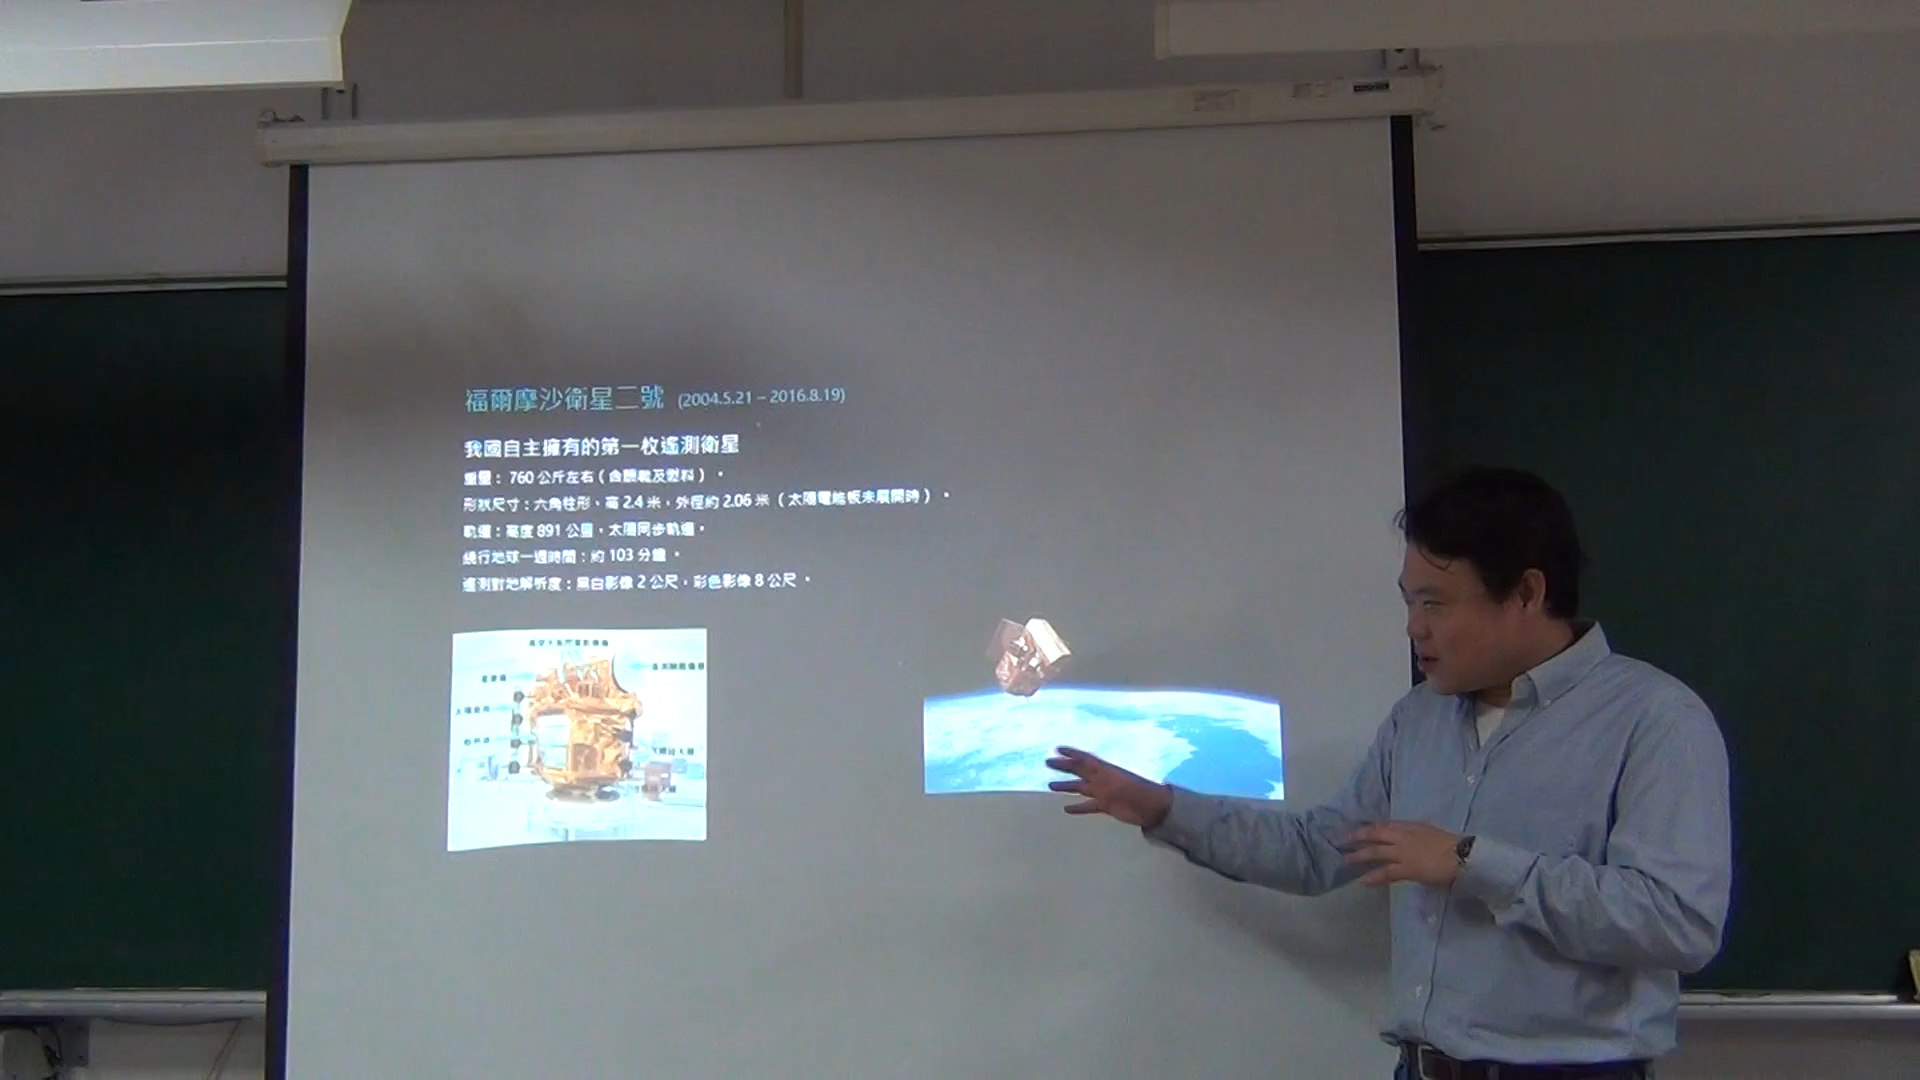 福爾摩沙衛星二號 (2004.5.21 – 2016.8.19)
我國自主擁有的第一枚遙測衛星
重量：760 公斤左右（含酬載及燃料）。
形狀尺寸：六角柱形、高 2.4 米，外徑約 2.06 米（太陽電能板未展開時）。
軌道：高度 891 公里，太陽同步軌道。
繞行地球一週時間：約 103 分鐘。
遙測對地解析度：黑白影像 2 公尺，彩色影像 8 公尺。
星象儀